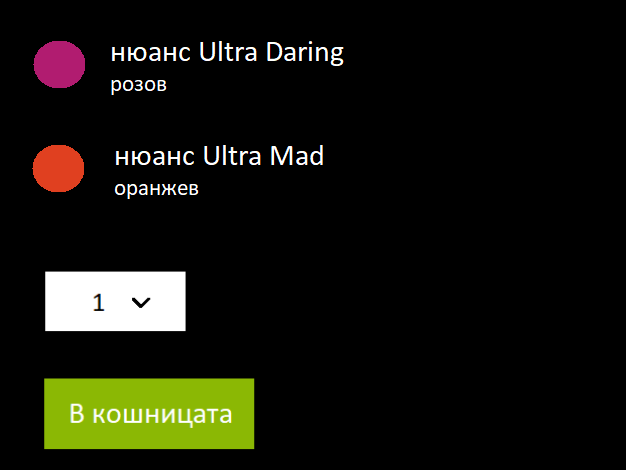 нюанс Ultra Daring
розов
нюанс Ultra Mad
оранжев
1
В кошницата